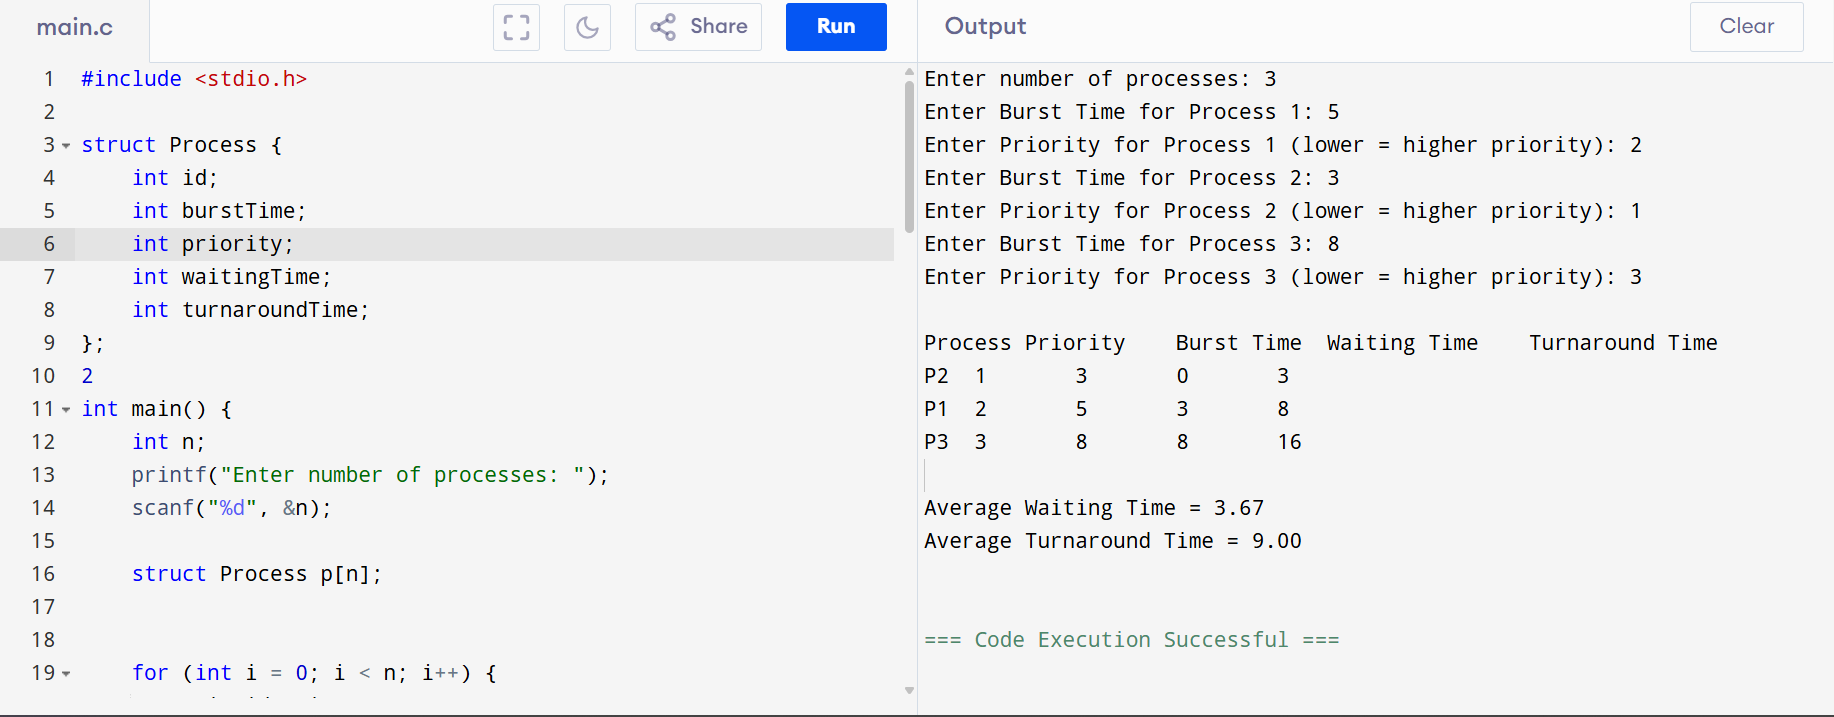 main.c
Share
Run
1 #include <stdio.h>
2
3 struct Process {
4     int id;
5     int burstTime;
6     int priority;
7     int waitingTime;
8     int turnaroundTime;
9 };
10 2
11 int main() {
12     int n;
13     printf("Enter number of processes: ");
14     scanf("%d", &n);
15
16     struct Process p[n];
17
18
19     for (int i = 0; i < n; i++) {
Output
Clear
Enter number of processes: 3
Enter Burst Time for Process 1: 5
Enter Priority for Process 1 (lower = higher priority): 2
Enter Burst Time for Process 2: 3
Enter Priority for Process 2 (lower = higher priority): 1
Enter Burst Time for Process 3: 8
Enter Priority for Process 3 (lower = higher priority): 3
Process Priority    Burst Time  Waiting Time    Turnaround Time
P2  1       3       0       3
P1  2       5       3       8
P3  3       8       8       16
Average Waiting Time = 3.67
Average Turnaround Time = 9.00
=== Code Execution Successful ===